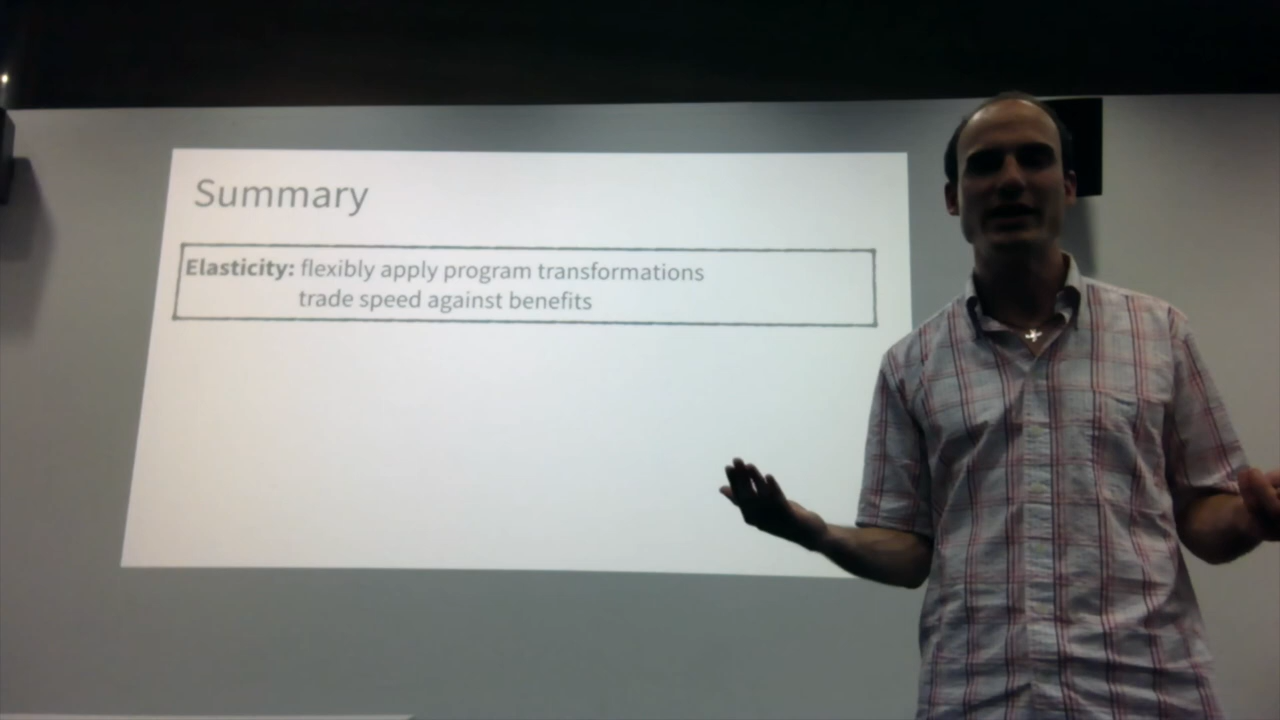 Summary
Elasticity: flexibly apply program transformations
trade speed against benefits